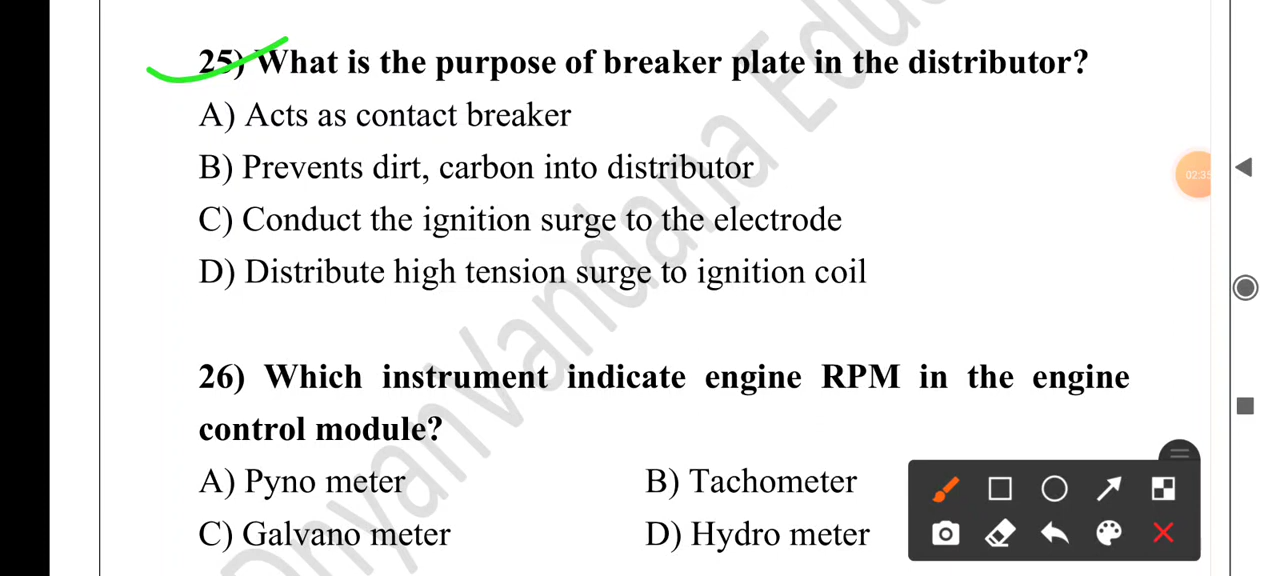 25) What is the purpose of breaker plate in the distributor?
A) Acts as contact breaker
B) Prevents dirt, carbon into distributor
02:35
C) Conduct the ignition surge to the electrode
D) Distribute high tension surge to ignition coil
26) Which instrument indicate engine RPM in the engine
control module?
A) Pyno meter B) Tachometer
C) Galvano meter D) Hydro meter